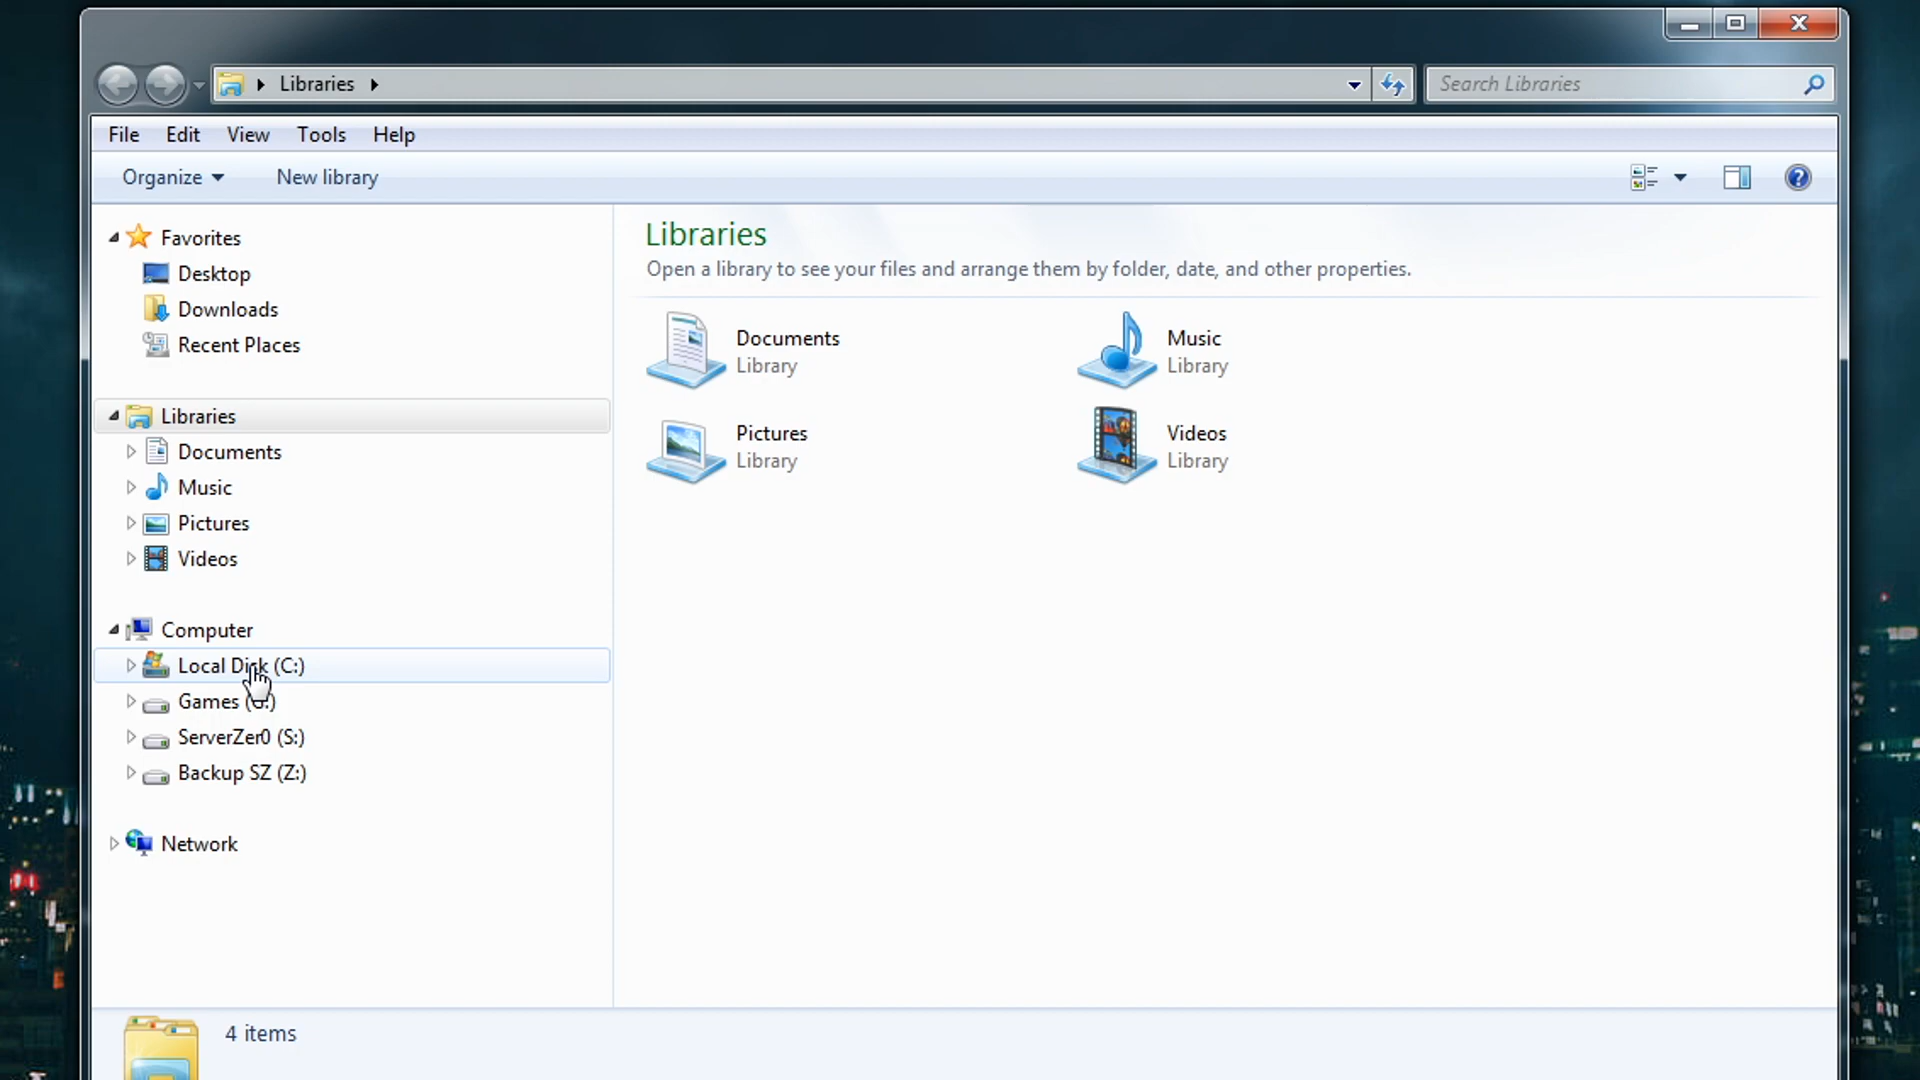 Libraries
Search Libraries
File Edit View Tools Help
Organize New library
Favorites
Desktop
Downloads
Recent Places
Libraries
Documents
Music
Pictures
Videos
Computer
Local Disk (C:)
Games
ServerZer0 (S:)
Backup SZ (Z:)
Network
Libraries
Open a library to see your files and arrange them by folder, date, and other properties.
Documents
Library
Music
Library
Pictures
Library
Videos
Library
4 items